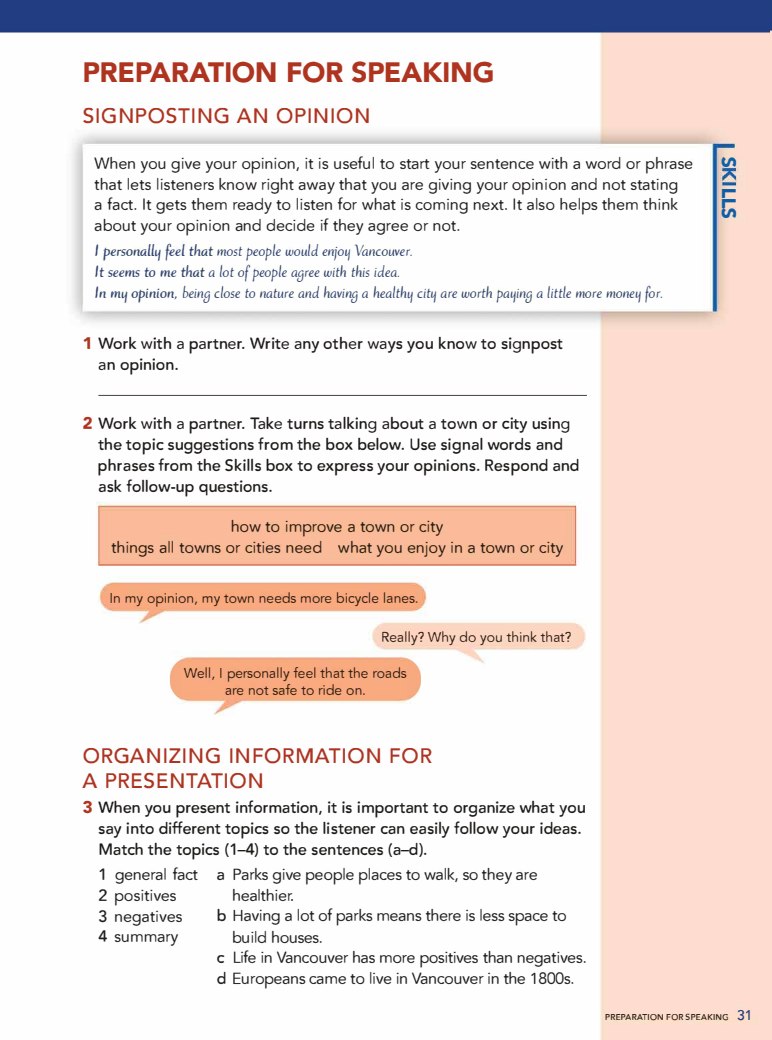 PREPARATION FOR SPEAKING
SIGNPOSTING AN OPINION
SKILLS
When you give your opinion, it is useful to start your sentence with a word or phrase
that lets listeners know right away that you are giving your opinion and not stating
a fact. It gets them ready to listen for what is coming next. It also helps them think
about your opinion and decide if they agree or not.
I personally feel that most people would enjoy Vancouver.
It seems to me that a lot of people agree with this idea.
In my opinion, being close to nature and having a healthy city are worth paying a little more money for.
1 Work with a partner. Write any other ways you know to signpost
an opinion.
2 Work with a partner. Take turns talking about a town or city using
the topic suggestions from the box below. Use signal words and
phrases from the Skills box to express your opinions. Respond and
ask follow-up questions.
how to improve a town or city
things all towns or cities need what you enjoy in a town or city
In my opinion, my town needs more bicycle lanes.
Really? Why do you think that?
Well, I personally feel that the roads
are not safe to ride on.
ORGANIZING INFORMATION FOR
A PRESENTATION
3 When you present information, it is important to organize what you
say into different topics so the listener can easily follow your ideas.
Match the topics (1–4) to the sentences (a–d).
1 general fact
2 positives
3 negatives
4 summary
a Parks give people places to walk, so they are
healthier.
b Having a lot of parks means there is less space to
build houses.
c Life in Vancouver has more positives than negatives.
d Europeans came to live in Vancouver in the 1800s.
PREPARATION FOR SPEAKING 31